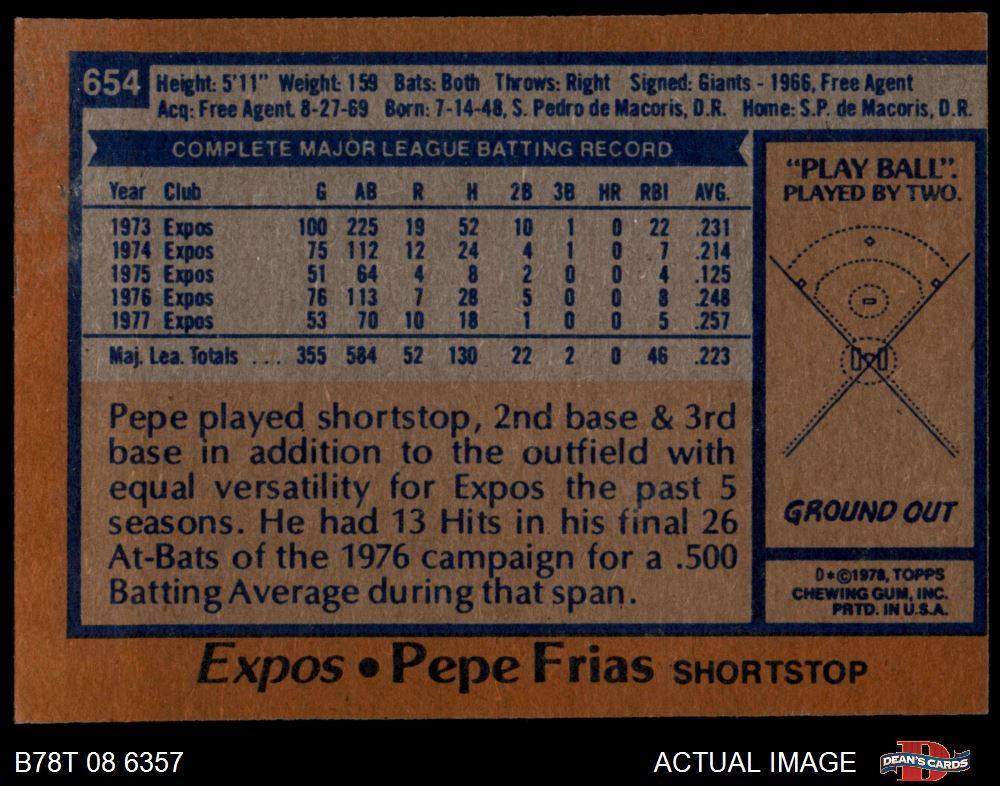 654 Height: 5'11" Weight: 159 Bats: Both Throws: Right Signed: Giants - 1966, Free Agent
Acq: Free Agent, 8-27-69 Born: 7-14-48, S. Pedro de Macoris, D.R. Home: S.P. de Macoris, D.R.
COMPLETE MAJOR LEAGUE BATTING RECORD
Year Club G AB R H 2B 3B HR RBI AVG.
1973 Expos 100 225 19 52 10 1 0 22 .231
1974 Expos 75 112 12 24 4 1 0 7 .214
1975 Expos 51 64 4 8 2 0 0 4 .125
1976 Expos 76 113 7 28 5 0 0 8 .248
1977 Expos 53 70 10 18 1 0 0 5 .257
Maj. Lea. Totals .... 355 584 52 130 22 2 0 46 .223
Pepe played shortstop, 2nd base & 3rd
base in addition to the outfield with
equal versatility for Expos the past 5
seasons. He had 13 Hits in his final 26
At-Bats of the 1976 campaign for a .500
Batting Average during that span.
"PLAY BALL".
PLAYED BY TWO.
GROUND OUT
D*©1978, TOPPS
CHEWING GUM, INC.
PRTD. IN U.S.A.
Expos • Pepe Frias SHORTSTOP
B78T 08 6357 ACTUAL IMAGE
D
DEAN'S CARDS